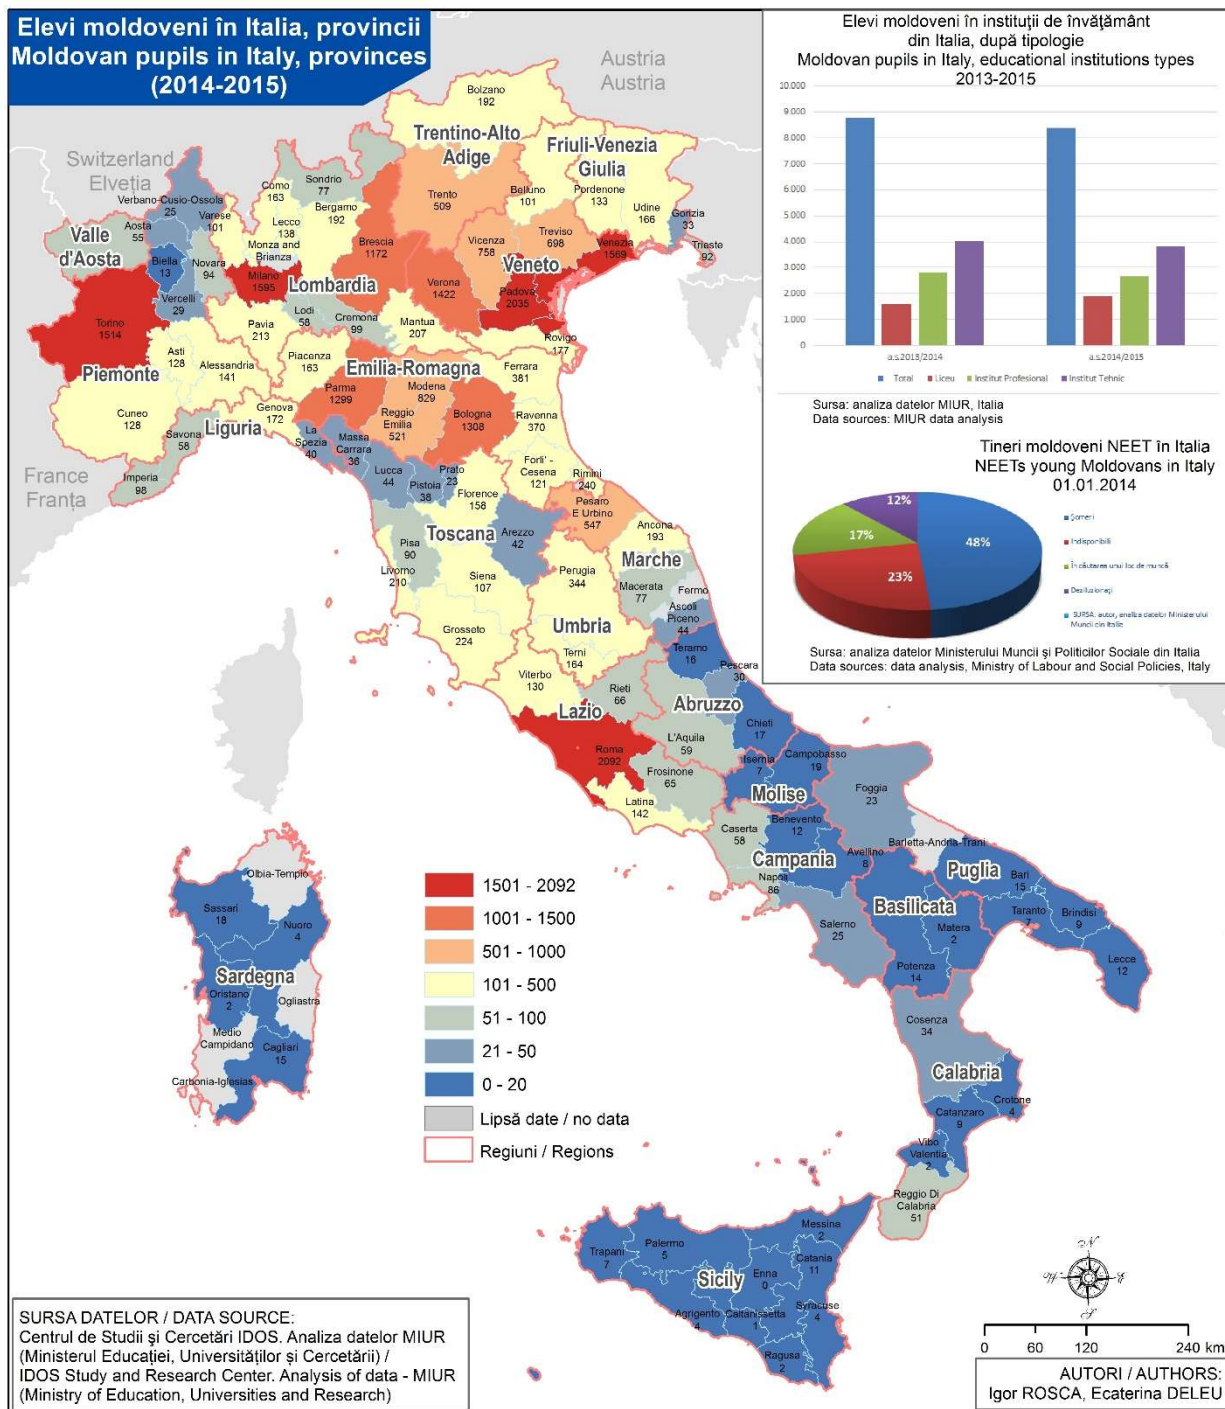 Elevi moldoveni în Italia, provincii
Moldovan pupils in Italy, provinces
(2014-2015)
Elevi moldoveni în instituţii de învăţământ
din Italia, după tipologie
Moldovan pupils in Italy, educational institutions types
2013-2015
10.000
9.000
8.000
7.000
6.000
5.000
4.000
3.000
2.000
1.000
0
a.s.2013/2014
a.s.2014/2015
Total
Liceu
Institut Profesional
Institut Tehnic
Sursa: analiza datelor MIUR, Italia
Data sources: MIUR data analysis
Tineri moldoveni NEET în Italia
NEETs young Moldovans in Italy
01.01.2014
12%
17%
48%
23%
Şomeri
Indisponibili
În căutarea unui loc de muncă
Deziluzionaţi
SURSA: autor, analiza datelor Ministerului
Muncii din Italie
Sursa: analiza datelor Ministerului Muncii şi Politicilor Sociale din Italia
Data sources: data analysis, Ministry of Labour and Social Policies, Italy
Austria
Austria
Switzerland
Elveţia
France
Franţa
Bolzano
192
Trentino-Alto
Adige
Friuli-Venezia
Giulia
Trento
509
Belluno
101
Pordenone
133
Udine
166
Gorizia
33
Trieste
92
Sondrio
77
Como
163
Lecco
138
Bergamo
192
Varese
101
Monza and
Brianza
Verbano-Cusio-Ossola
25
Aosta
55
Valle
d'Aosta
Biella
13
Novara
94
Vercelli
29
Milano
1595
Lombardia
Brescia
1172
Verona
1422
Vicenza
758
Treviso
698
Venezia
1569
Veneto
Padova
2035
Rovigo
177
Lodi
58
Cremona
99
Mantua
207
Torino
1514
Pavia
213
Asti
128
Alessandria
141
Piacenza
163
Piemonte
Cuneo
128
Emilia-Romagna
Parma
1299
Modena
829
Reggio
Emilia
521
Bologna
1308
Ferrara
381
Ravenna
370
Forli' -
Cesena
121
Rimini
240
Genova
172
Liguria
Savona
58
Imperia
98
La
Spezia
40
Massa
Carrara
36
Lucca
44
Pistoia
38
Prato
23
Florence
158
Toscana
Arezzo
42
Pisa
90
Livorno
210
Siena
107
Grosseto
224
Pesaro
E Urbino
547
Ancona
193
Marche
Macerata
77
Fermo
Ascoli
Piceno
44
Perugia
344
Umbria
Terni
164
Teramo
16
Pescara
30
Abruzzo
Chieti
17
L'Aquila
59
Viterbo
130
Rieti
66
Lazio
Roma
2092
Frosinone
65
Latina
142
Isernia
7
Campobasso
19
Molise
Foggia
23
Barletta-Andria-Trani
Bari
15
Puglia
Taranto
7
Brindisi
9
Lecce
12
Caserta
58
Benevento
12
Campania
Avellino
8
Napoli
86
Salerno
25
Basilicata
Matera
2
Potenza
14
Cosenza
34
Calabria
Crotone
4
Catanzaro
9
Vibo
Valentia
2
Reggio Di
Calabria
51
Messina
2
Palermo
5
Trapani
7
Catania
11
Enna
0
Sicily
Agrigento
4
Caltanissetta
1
Syracuse
4
Ragusa
2
Olbia-Tempio
Sassari
18
Nuoro
4
Sardegna
Oristano
2
Ogliastra
Medio
Campidano
Cagliari
15
Carbonia-Iglesias
1501 - 2092
1001 - 1500
501 - 1000
101 - 500
51 - 100
21 - 50
0 - 20
Lipsă date / no data
Regiuni / Regions
SURSA DATELOR / DATA SOURCE:
Centrul de Studii şi Cercetări IDOS. Analiza datelor MIUR
(Ministerul Educației, Universităților și Cercetării) /
IDOS Study and Research Center. Analysis of data - MIUR
(Ministry of Education, Universities and Research)
N
E
S
W
0 60 120 240 km
AUTORI / AUTHORS:
Igor ROSCA, Ecaterina DELEU